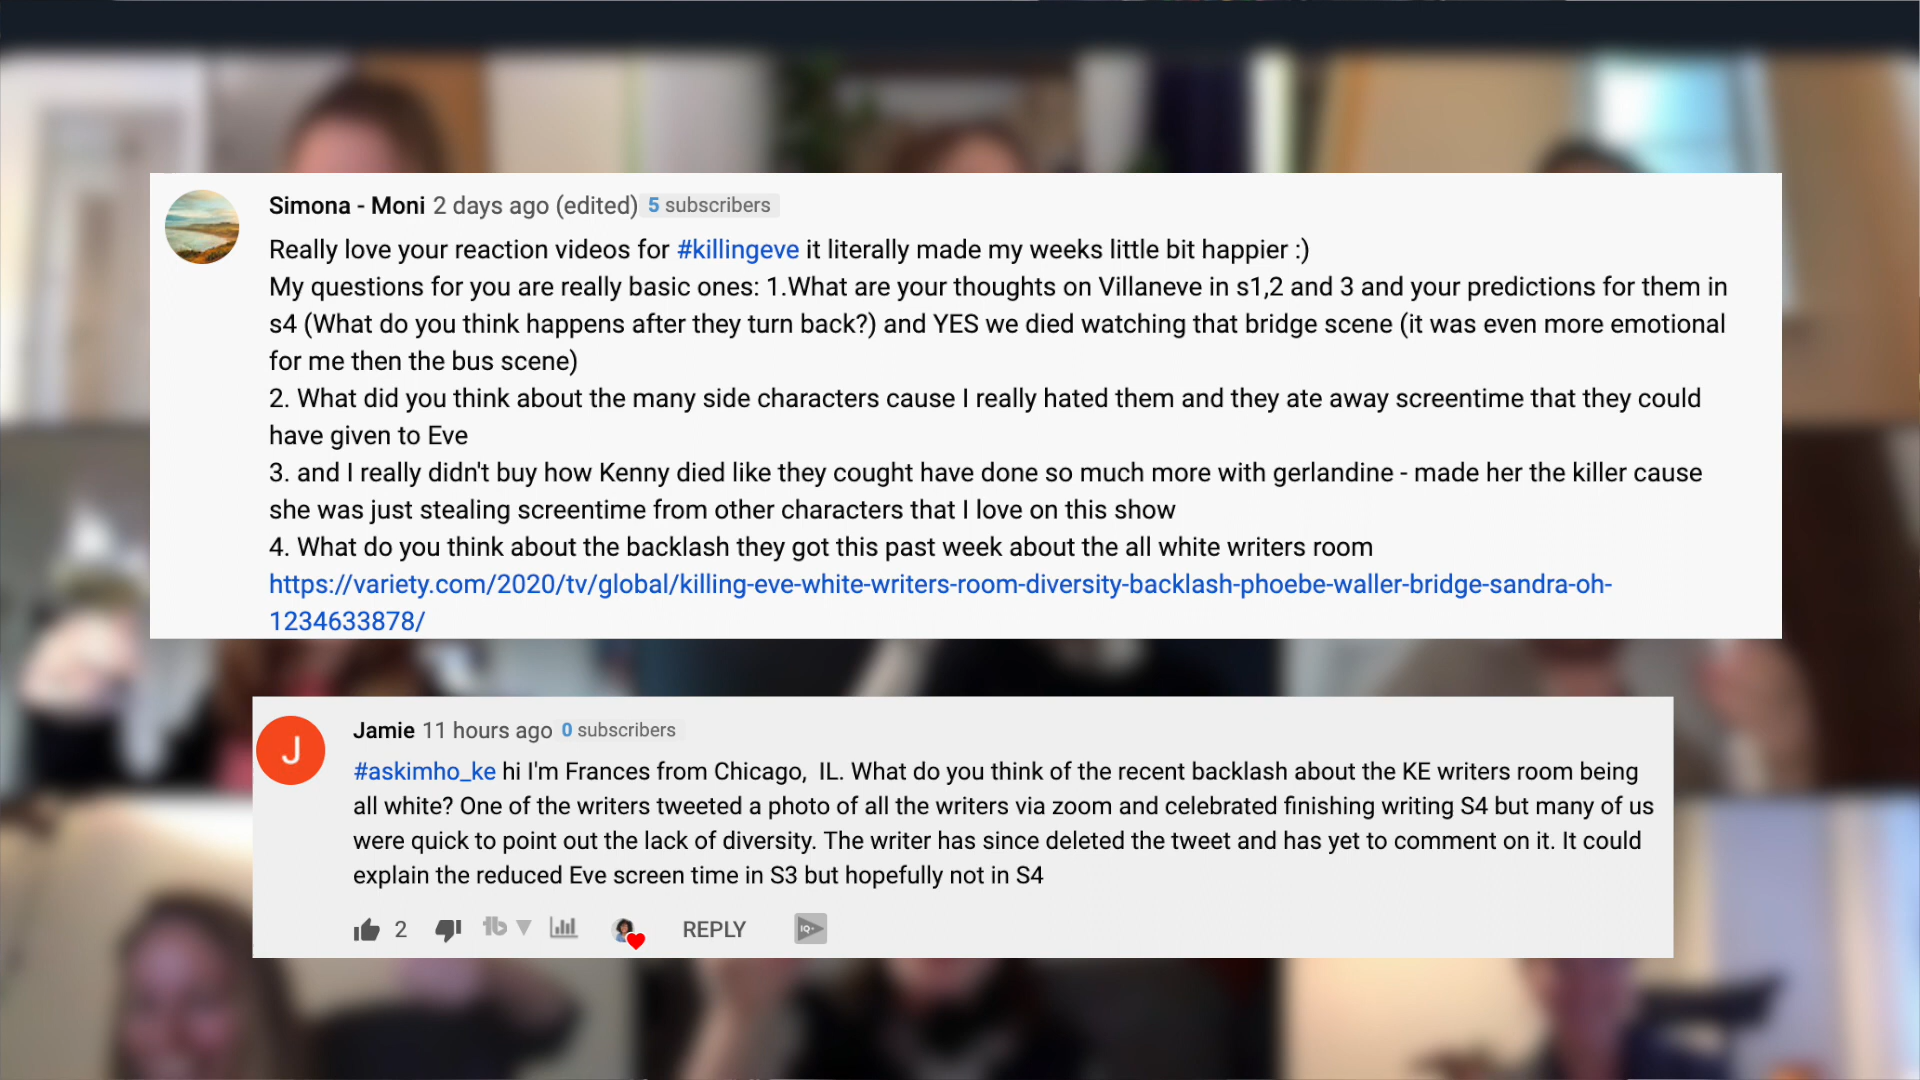 Simona - Moni 2 days ago (edited) 5 subscribers
Really love your reaction videos for #killingeve it literally made my weeks little bit happier :)
My questions for you are really basic ones: 1.What are your thoughts on Villaneve in s1,2 and 3 and your predictions for them in
s4 (What do you think happens after they turn back?) and YES we died watching that bridge scene (it was even more emotional
for me then the bus scene)
2. What did you think about the many side characters cause I really hated them and they ate away screentime that they could
have given to Eve
3. and I really didn't buy how Kenny died like they cought have done so much more with gerlandine - made her the killer cause
she was just stealing screentime from other characters that I love on this show
4. What do you think about the backlash they got this past week about the all white writers room
https://variety.com/2020/tv/global/killing-eve-white-writers-room-diversity-backlash-phoebe-waller-bridge-sandra-oh-
1234633878/
J
Jamie 11 hours ago 0 subscribers
#askimho_ke hi I'm Frances from Chicago, IL. What do you think of the recent backlash about the KE writers room being
all white? One of the writers tweeted a photo of all the writers via zoom and celebrated finishing writing S4 but many of us
were quick to point out the lack of diversity. The writer has since deleted the tweet and has yet to comment on it. It could
explain the reduced Eve screen time in S3 but hopefully not in S4
2 tb REPLY IQ+